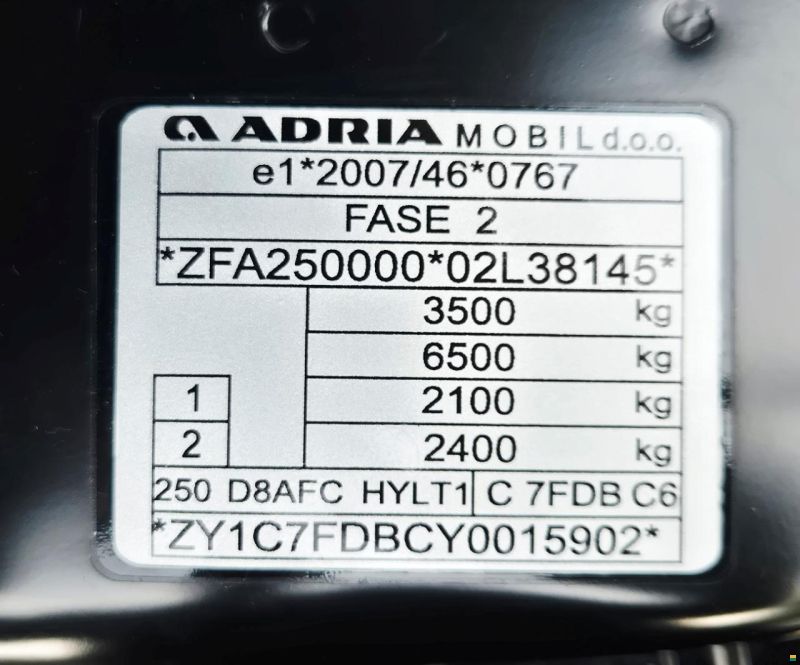 ADRIA MOBIL d.o.o.
e1*2007/46*0767
FASE 2
*ZFA250000*02L38145*
3500 kg
6500 kg
1 2100 kg
2 2400 kg
250 D8AFC HYLT1 C 7FDB C6
*ZY1C7FDBCY0015902*